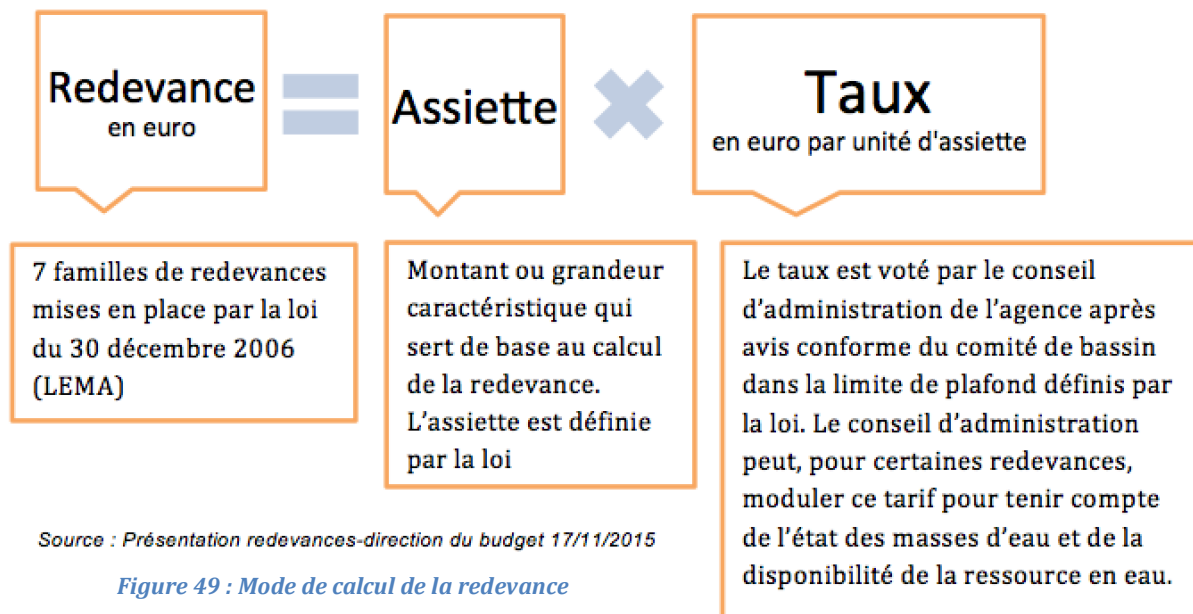 Redevance
en euro
Assiette
Taux
en euro par unité d'assiette
7 familles de redevances
mises en place par la loi
du 30 décembre 2006
(LEMA)
Montant ou grandeur
caractéristique qui
sert de base au calcul
de la redevance.
L'assiette est définie
par la loi
Le taux est voté par le conseil
d'administration de l'agence après
avis conforme du comité de bassin
dans la limite de plafond définis par
la loi. Le conseil d'administration
peut, pour certaines redevances,
moduler ce tarif pour tenir compte
de l'état des masses d'eau et de la
disponibilité de la ressource en eau.
Source : Présentation redevances-direction du budget 17/11/2015
Figure 49 : Mode de calcul de la redevance